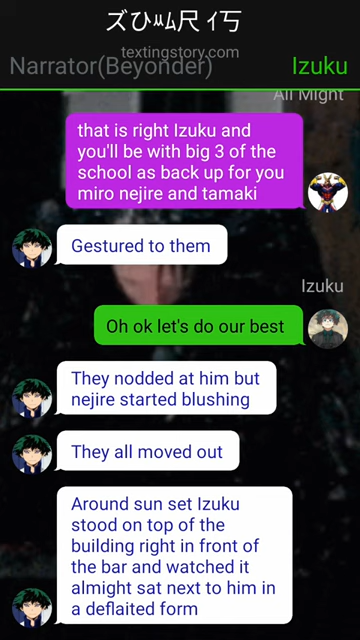 ズひﾂﾑ尺 ｲ丂
textingstory.com
Narrator(Beyonder)
Izuku
All Might
that is right Izuku and
you'll be with big 3 of the
school as back up for you
miro nejire and tamaki
Gestured to them
Izuku
Oh ok let's do our best
They nodded at him but
nejire started blushing
They all moved out
Around sun set Izuku
stood on top of the
building right in front of
the bar and watched it
almight sat next to him in
a deflaited form